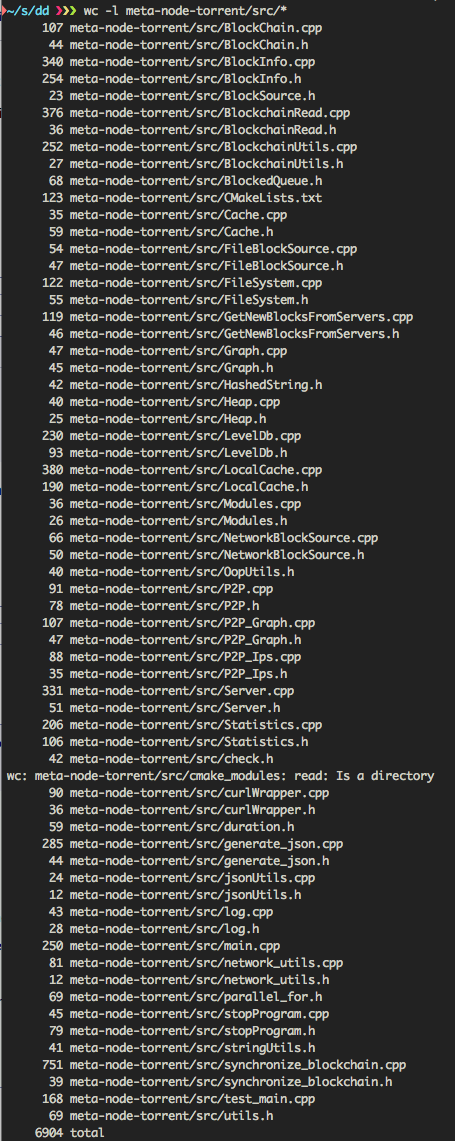 ~/s/dd ❯❯❯ wc -l meta-node-torrent/src/*
107 meta-node-torrent/src/BlockChain.cpp
44 meta-node-torrent/src/BlockChain.h
340 meta-node-torrent/src/BlockInfo.cpp
254 meta-node-torrent/src/BlockInfo.h
23 meta-node-torrent/src/BlockSource.h
376 meta-node-torrent/src/BlockchainRead.cpp
36 meta-node-torrent/src/BlockchainRead.h
252 meta-node-torrent/src/BlockchainUtils.cpp
27 meta-node-torrent/src/BlockchainUtils.h
68 meta-node-torrent/src/BlockedQueue.h
123 meta-node-torrent/src/CMakeLists.txt
35 meta-node-torrent/src/Cache.cpp
59 meta-node-torrent/src/Cache.h
54 meta-node-torrent/src/FileBlockSource.cpp
47 meta-node-torrent/src/FileBlockSource.h
122 meta-node-torrent/src/FileSystem.cpp
55 meta-node-torrent/src/FileSystem.h
119 meta-node-torrent/src/GetNewBlocksFromServers.cpp
46 meta-node-torrent/src/GetNewBlocksFromServers.h
47 meta-node-torrent/src/Graph.cpp
45 meta-node-torrent/src/Graph.h
42 meta-node-torrent/src/HashedString.h
40 meta-node-torrent/src/Heap.cpp
25 meta-node-torrent/src/Heap.h
230 meta-node-torrent/src/LevelDb.cpp
93 meta-node-torrent/src/LevelDb.h
380 meta-node-torrent/src/LocalCache.cpp
190 meta-node-torrent/src/LocalCache.h
36 meta-node-torrent/src/Modules.cpp
26 meta-node-torrent/src/Modules.h
66 meta-node-torrent/src/NetworkBlockSource.cpp
50 meta-node-torrent/src/NetworkBlockSource.h
40 meta-node-torrent/src/OopUtils.h
91 meta-node-torrent/src/P2P.cpp
78 meta-node-torrent/src/P2P.h
107 meta-node-torrent/src/P2P_Graph.cpp
47 meta-node-torrent/src/P2P_Graph.h
88 meta-node-torrent/src/P2P_Ips.cpp
35 meta-node-torrent/src/P2P_Ips.h
331 meta-node-torrent/src/Server.cpp
51 meta-node-torrent/src/Server.h
206 meta-node-torrent/src/Statistics.cpp
106 meta-node-torrent/src/Statistics.h
42 meta-node-torrent/src/check.h
wc: meta-node-torrent/src/cmake_modules: read: Is a directory
90 meta-node-torrent/src/curlWrapper.cpp
36 meta-node-torrent/src/curlWrapper.h
59 meta-node-torrent/src/duration.h
285 meta-node-torrent/src/generate_json.cpp
44 meta-node-torrent/src/generate_json.h
24 meta-node-torrent/src/jsonUtils.cpp
12 meta-node-torrent/src/jsonUtils.h
43 meta-node-torrent/src/log.cpp
28 meta-node-torrent/src/log.h
250 meta-node-torrent/src/main.cpp
81 meta-node-torrent/src/network_utils.cpp
12 meta-node-torrent/src/network_utils.h
69 meta-node-torrent/src/parallel_for.h
45 meta-node-torrent/src/stopProgram.cpp
79 meta-node-torrent/src/stopProgram.h
41 meta-node-torrent/src/stringUtils.h
751 meta-node-torrent/src/synchronize_blockchain.cpp
39 meta-node-torrent/src/synchronize_blockchain.h
168 meta-node-torrent/src/test_main.cpp
69 meta-node-torrent/src/utils.h
6904 total